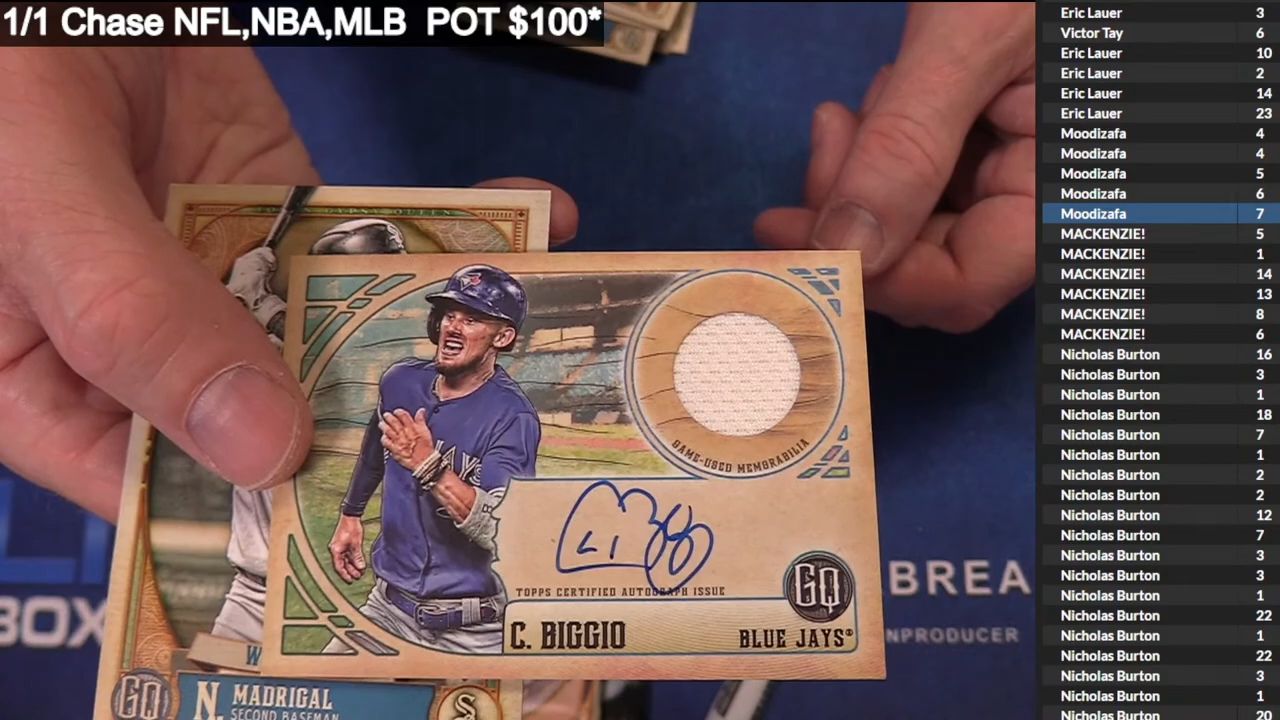 1/1 Chase NFL,NBA,MLB POT $100*
GYPSY QUEEN
GAME-USED MEMORABILIA
TOPPS CERTIFIED AUTOGRAPH ISSUE
GQ
C. BIGGIO
BLUE JAYS®
BOX
BREA
NPRODUCER
W
GQ
N. MADRIGAL
SECOND BASEMAN
Eric Lauer 3
Victor Tay 6
Eric Lauer 10
Eric Lauer 2
Eric Lauer 14
Eric Lauer 23
Moodizafa 4
Moodizafa 4
Moodizafa 5
Moodizafa 6
Moodizafa 7
MACKENZIE! 5
MACKENZIE! 1
MACKENZIE! 14
MACKENZIE! 13
MACKENZIE! 8
MACKENZIE! 6
Nicholas Burton 16
Nicholas Burton 3
Nicholas Burton 1
Nicholas Burton 18
Nicholas Burton 7
Nicholas Burton 1
Nicholas Burton 2
Nicholas Burton 2
Nicholas Burton 12
Nicholas Burton 7
Nicholas Burton 3
Nicholas Burton 3
Nicholas Burton 1
Nicholas Burton 22
Nicholas Burton 1
Nicholas Burton 22
Nicholas Burton 3
Nicholas Burton 1
Nicholas Burton 20